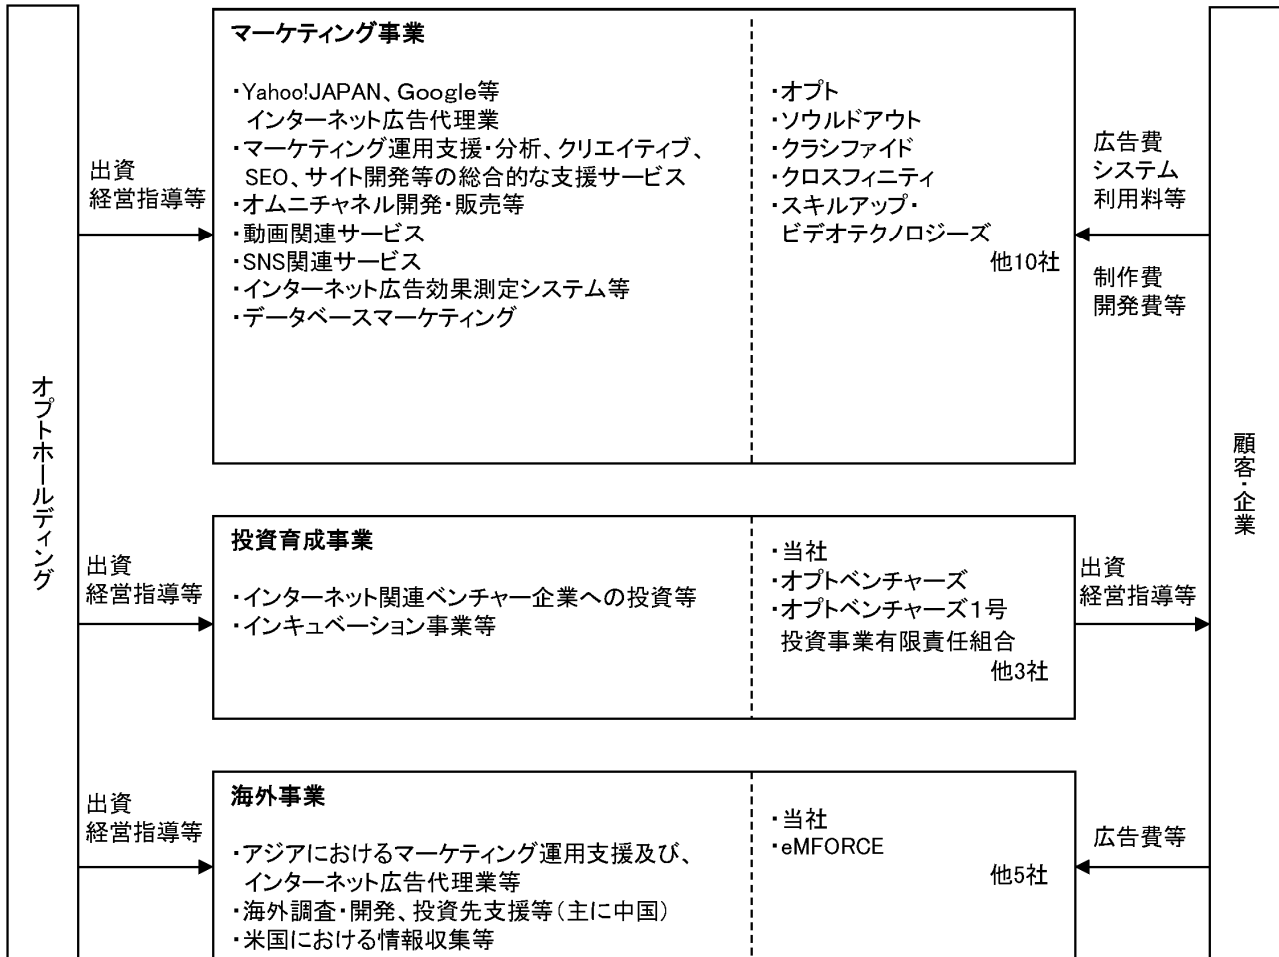 オプトホールディング
出資
経営指導等
マーケティング事業
・Yahoo!JAPAN、Google等
インターネット広告代理業
・マーケティング運用支援・分析、クリエイティブ、
SEO、サイト開発等の総合的な支援サービス
・オムニチャネル開発・販売等
・動画関連サービス
・SNS関連サービス
・インターネット広告効果測定システム等
・データベースマーケティング
・オプト
・ソウルドアウト
・クラシファイド
・クロスフィニティ
・スキルアップ・
ビデオテクノロジーズ
他10社
広告費
システム
利用料等
制作費
開発費等
顧客・企業
出資
経営指導等
投資育成事業
・インターネット関連ベンチャー企業への投資等
・インキュベーション事業等
・当社
・オプトベンチャーズ
・オプトベンチャーズ1号
投資事業有限責任組合
他3社
出資
経営指導等
出資
経営指導等
海外事業
・アジアにおけるマーケティング運用支援及び、
インターネット広告代理業等
・海外調査・開発、投資先支援等（主に中国）
・米国における情報収集等
・当社
・eMFORCE
他5社
広告費等